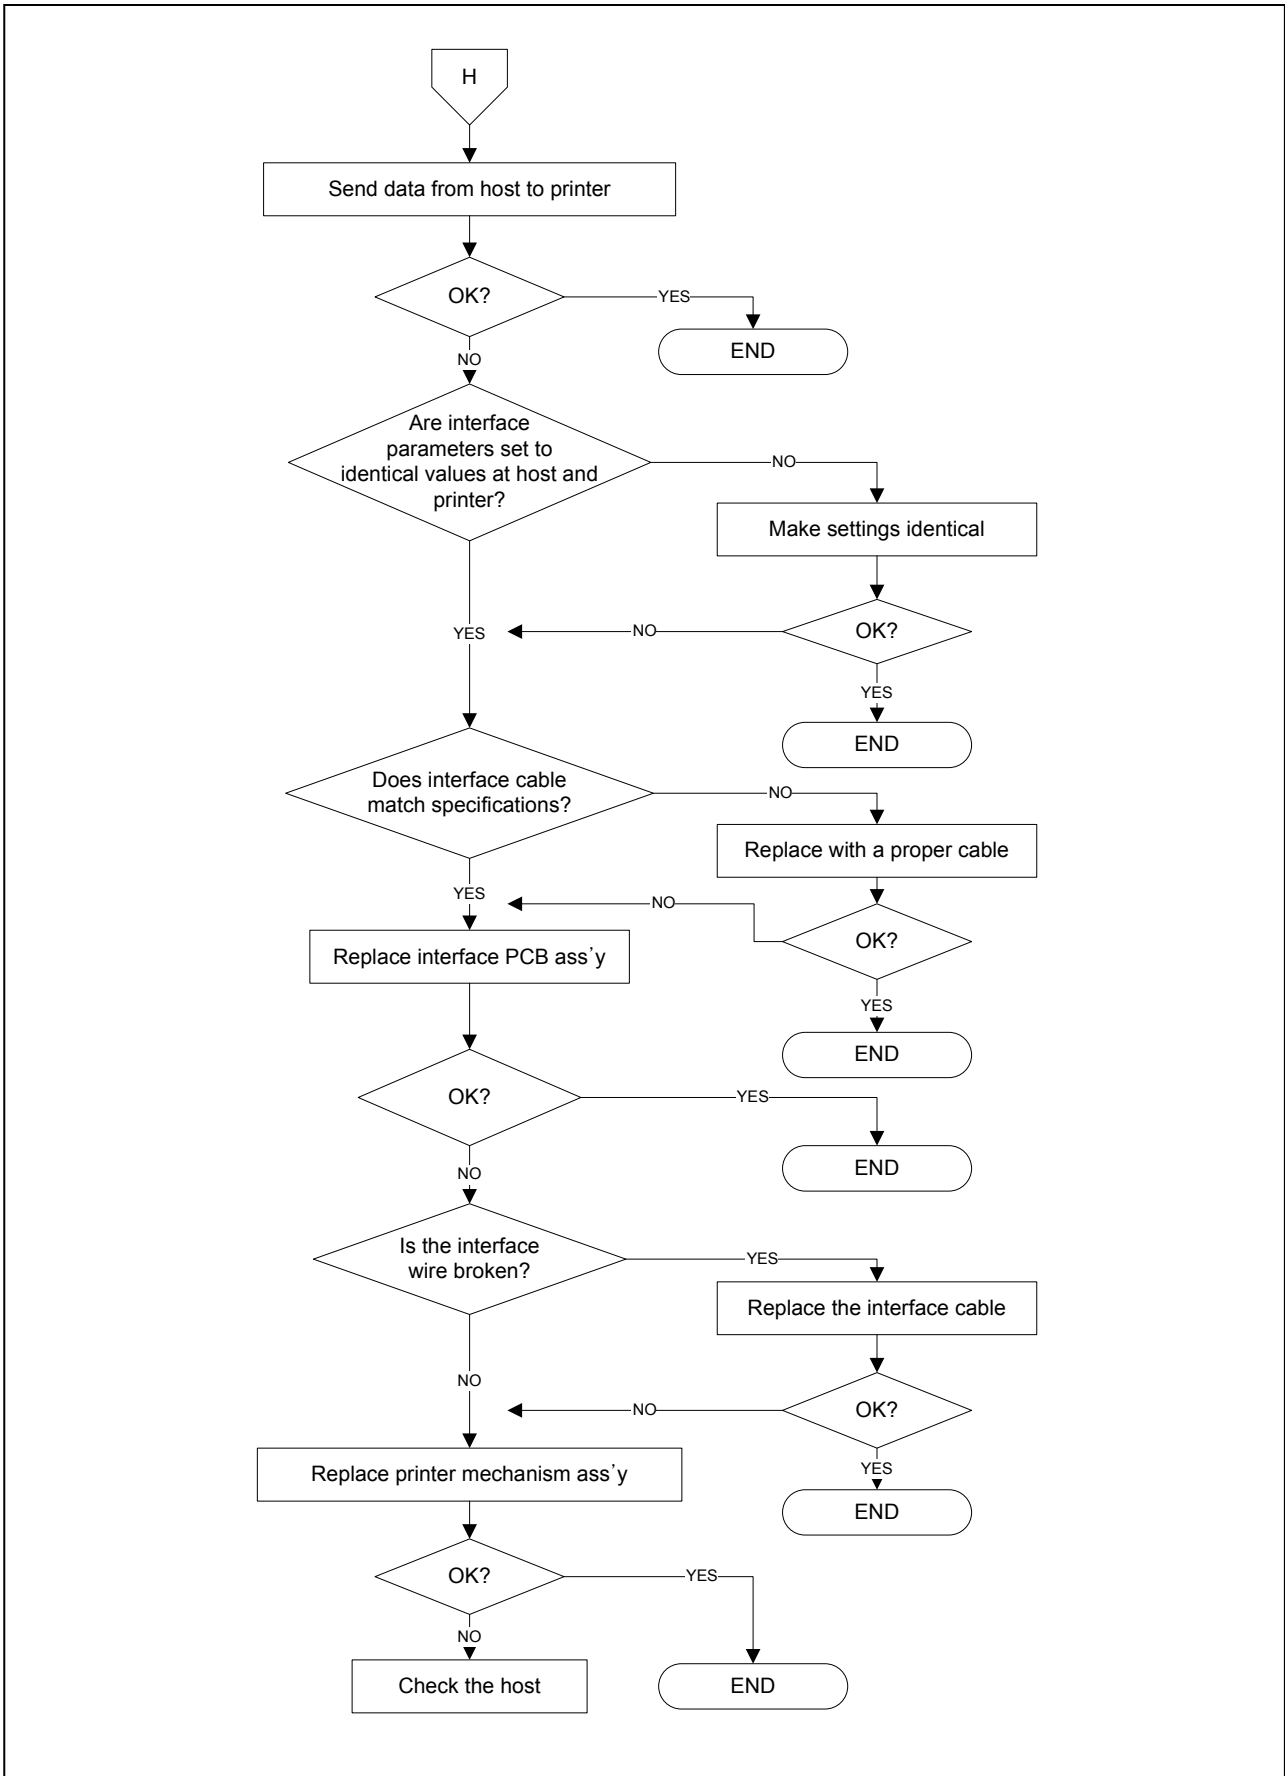 H
Send data from host to printer
OK?
YES
END
NO
Are interface
parameters set to
identical values at host and
printer?
NO
Make settings identical
YES
NO
OK?
YES
END
Does interface cable
match specifications?
NO
Replace with a proper cable
YES
NO
OK?
Replace interface PCB ass’y
YES
END
OK?
YES
END
NO
Is the interface
wire broken?
YES
Replace the interface cable
NO
NO
OK?
YES
END
Replace printer mechanism ass’y
OK?
YES
NO
Check the host
END